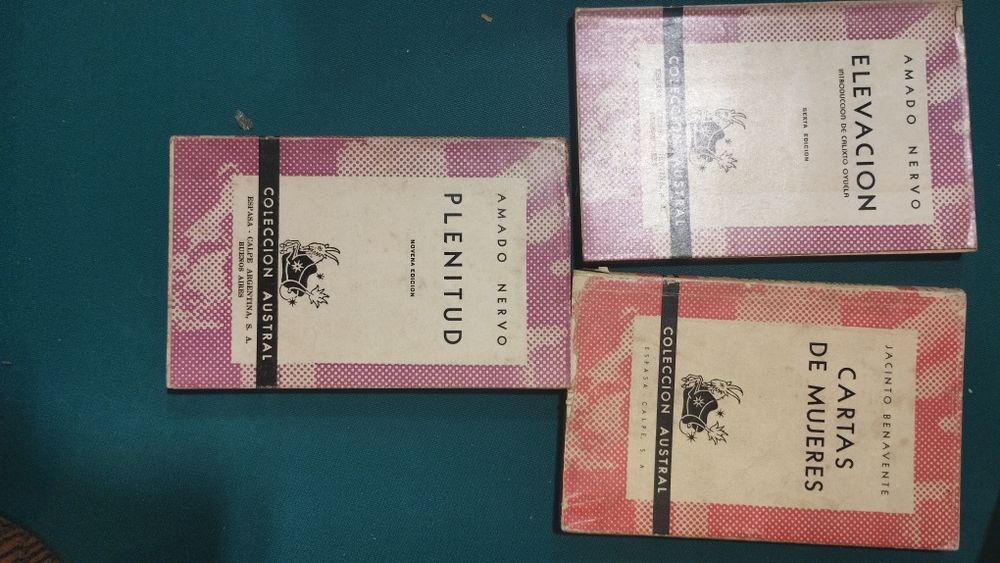 AMADO NERVO
PLENITUD
NOVENA EDICION
COLECCION AUSTRAL
ESPASA - CALPE ARGENTINA, S. A.
BUENOS AIRES
AMADO NERVO
ELEVACION
INTRODUCCION DE CALIXTO OYUELA
SEXTA EDICION
COLECCION AUSTRAL
JACINTO BENAVENTE
CARTAS
DE MUJERES
COLECCION AUSTRAL
ESPASA-CALPE, S. A.